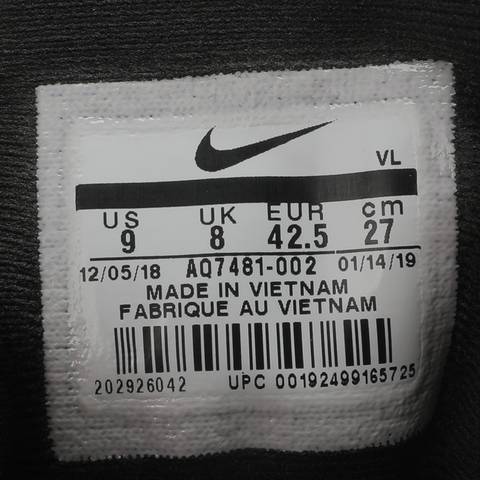 VL
US UK EUR cm
9 8 42.5 27
12/05/18 AQ7481-002 01/14/19
MADE IN VIETNAM
FABRIQUE AU VIETNAM
202926042 UPC 00192499165725